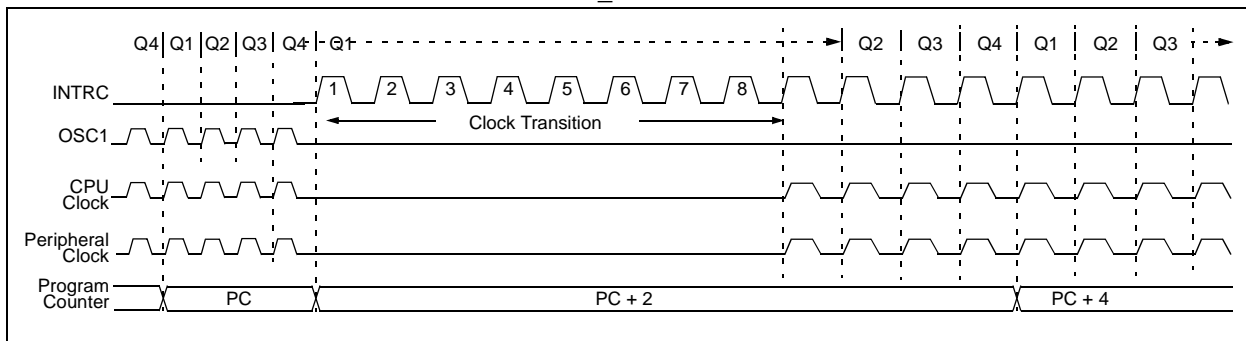 Q4 Q1 Q2 Q3 Q4 Q1 Q2 Q3 Q4 Q1 Q2 Q3
INTRC 1 2 3 4 5 6 7 8
Clock Transition
OSC1
CPU
Clock
Peripheral
Clock
Program
Counter PC PC + 2 PC + 4